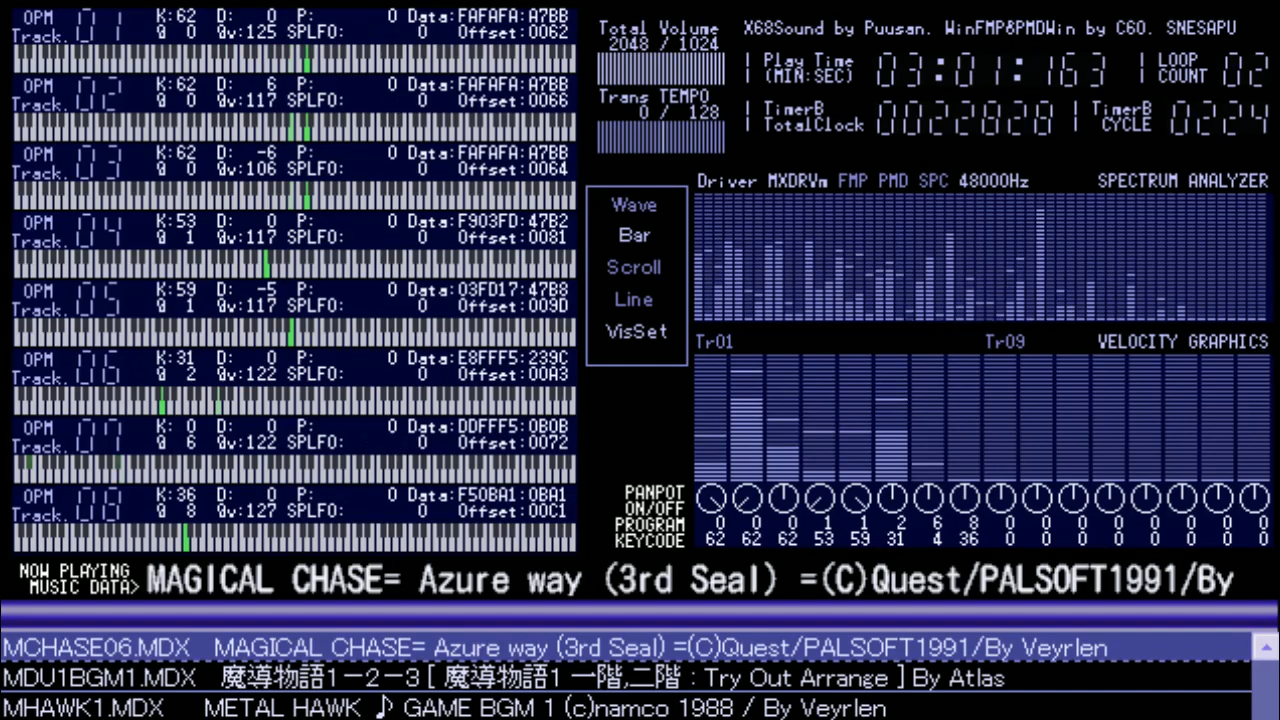 OPM K:62 D: 0 P: 0 Data:FAFAFA:A7BB
Track. 01 @ 0 @v:125 SPLFO: 0 Offset:0062
OPM K:62 D: 6 P: 0 Data:FAFAFA:A7BB
Track. 02 @ 0 @v:117 SPLFO: 0 Offset:0066
OPM K:62 D: -6 P: 0 Data:FAFAFA:A7BB
Track. 03 @ 0 @v:106 SPLFO: 0 Offset:0064
OPM K:53 D: 0 P: 0 Data:F903FD:47B2
Track. 04 @ 1 @v:117 SPLFO: 0 Offset:0081
OPM K:59 D: -5 P: 0 Data:03FD17:47B8
Track. 05 @ 1 @v:117 SPLFO: 0 Offset:009D
OPM K:31 D: 0 P: 0 Data:E8FFF5:239C
Track. 06 @ 2 @v:122 SPLFO: 0 Offset:00A3
OPM K: 0 D: 0 P: 0 Data:DDFFF5:0B0B
Track. 07 @ 6 @v:122 SPLFO: 0 Offset:0072
OPM K:36 D: 0 P: 0 Data:F50BA1:0BA1
Track. 08 @ 8 @v:127 SPLFO: 0 Offset:00C1
Total Volume
2048 / 1024
Trans TEMPO
0 / 128
X68Sound by Puusan. WinFMP&PMDWin by C60. SNESAPU
Play Time (MIN:SEC) 03:01:163 LOOP COUNT 02
TimerB TotalClock 0022828 TimerB CYCLE 0224
Wave
Bar
Scroll
Line
VisSet
Driver MXDRVm FMP PMD SPC 48000Hz SPECTRUM ANALYZER
Tr01 Tr09 VELOCITY GRAPHICS
PANPOT
ON/OFF
PROGRAM 0 0 0 1 1 2 6 8 0 0 0 0 0 0 0 0
KEYCODE 62 62 62 53 59 31 4 36 0 0 0 0 0 0 0 0
NOW PLAYING
MUSIC DATA> MAGICAL CHASE= Azure way (3rd Seal) =(C)Quest/PALSOFT1991/By
MCHASE06.MDX MAGICAL CHASE= Azure way (3rd Seal) =(C)Quest/PALSOFT1991/By Veyrlen
MDU1BGM1.MDX 魔導物語1－2－3 [ 魔導物語1 一階,二階 : Try Out Arrange ] By Atlas
MHAWK1.MDX METAL HAWK ♪ GAME BGM 1 (c)namco 1988 / By Veyrlen